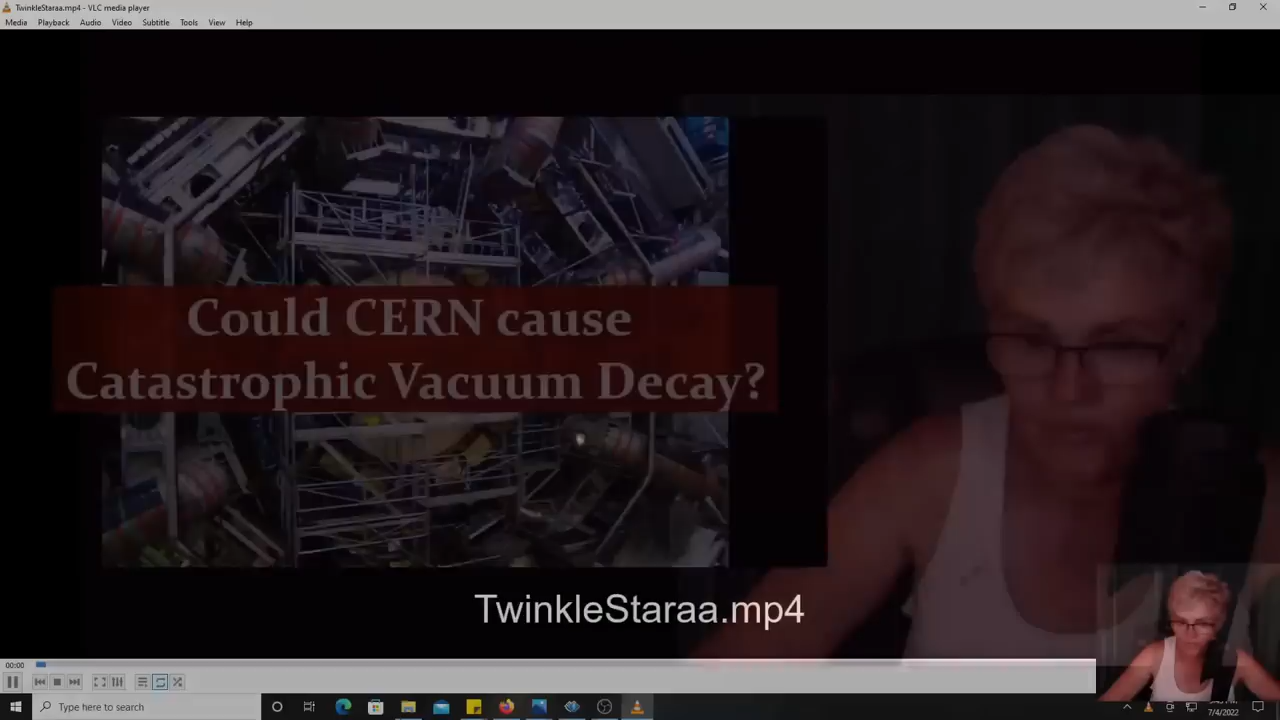 TwinkleStaraa.mp4 - VLC media player
Media Playback Audio Video Subtitle Tools View Help
Could CERN cause
Catastrophic Vacuum Decay?
TwinkleStaraa.mp4
00:00
Type here to search
7/4/2022